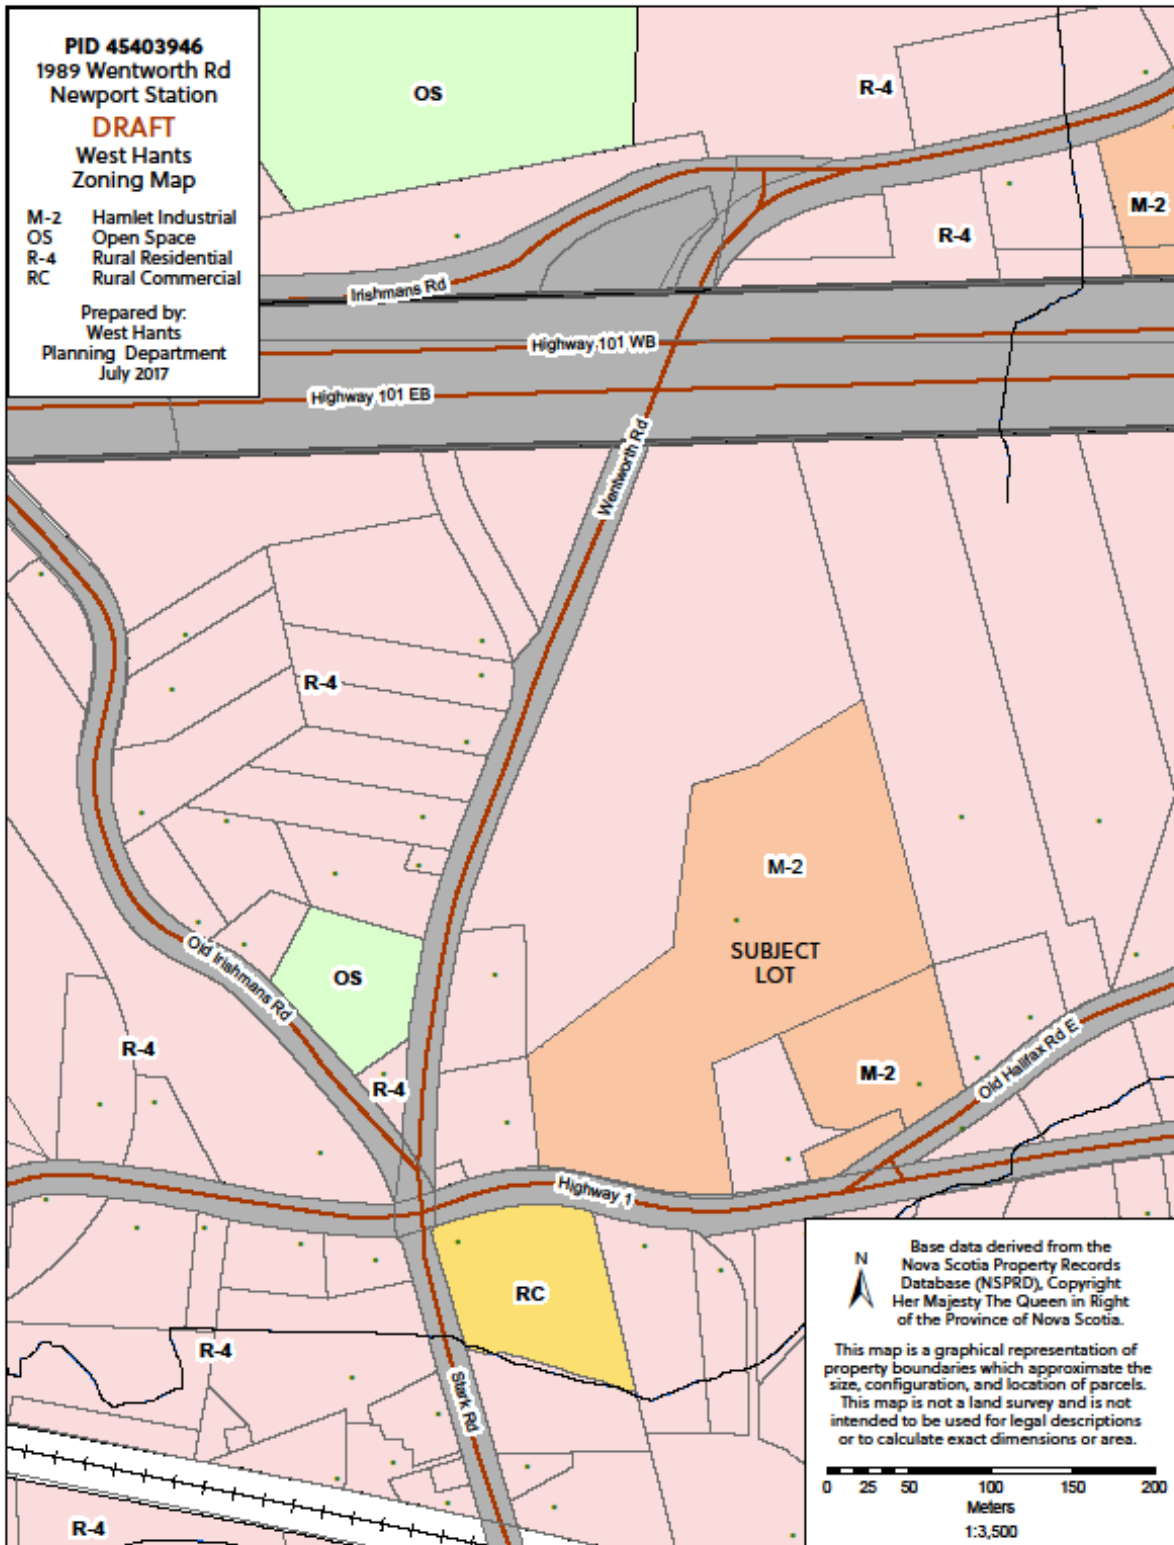 PID 45403946
1989 Wentworth Rd
Newport Station
DRAFT
West Hants
Zoning Map
M-2 Hamlet Industrial
OS Open Space
R-4 Rural Residential
RC Rural Commercial
Prepared by:
West Hants
Planning Department
July 2017
OS
R-4
M-2
R-4
Irishmans Rd
Highway 101 WB
Highway 101 EB
Wentworth Rd
R-4
M-2
SUBJECT
LOT
Old Irishmans Rd
OS
R-4
R-4
M-2
Old Halifax Rd E
Highway 1
RC
R-4
Stark Rd
R-4
N
Base data derived from the
Nova Scotia Property Records
Database (NSPRD), Copyright
Her Majesty The Queen in Right
of the Province of Nova Scotia.
This map is a graphical representation of
property boundaries which approximate the
size, configuration, and location of parcels.
This map is not a land survey and is not
intended to be used for legal descriptions
or to calculate exact dimensions or area.
0 25 50 100 150 200
Meters
1:3,500